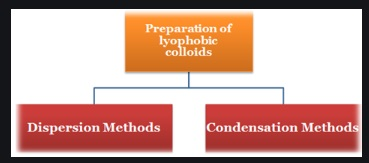 Preparation of
lyophobic
colloids
Dispersion Methods
Condensation Methods